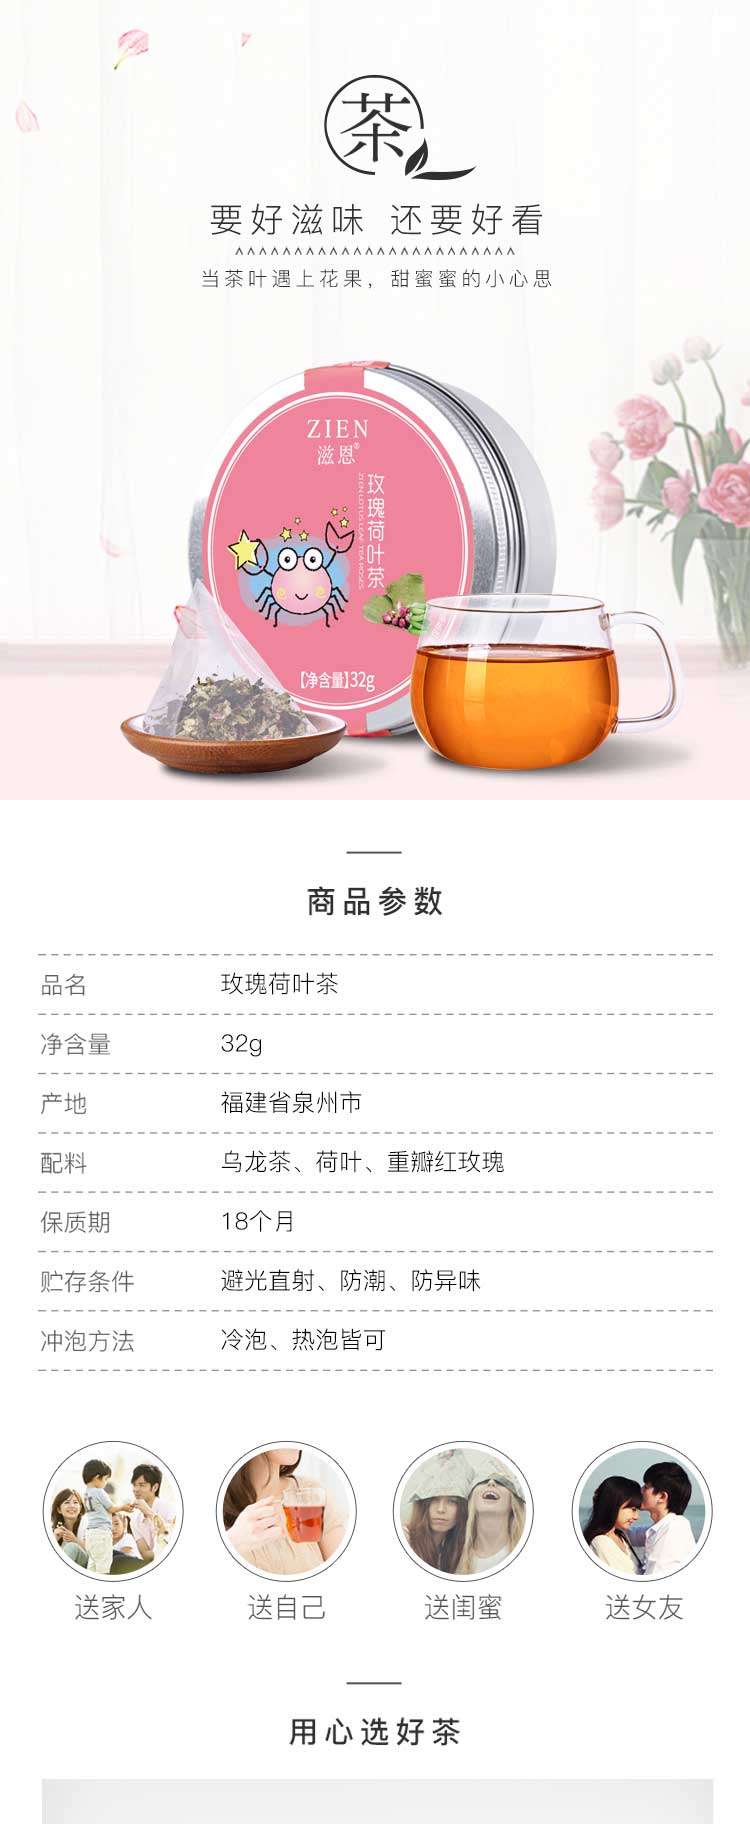 茶
要好滋味 还要好看
当茶叶遇上花果，甜蜜蜜的小心思
ZIEN
滋恩®
玫瑰荷叶茶
ZIEN LOTUS LEAF TEA ROSES
【净含量】32g
商品参数
品名 玫瑰荷叶茶
净含量 32g
产地 福建省泉州市
配料 乌龙茶、荷叶、重瓣红玫瑰
保质期 18个月
贮存条件 避光直射、防潮、防异味
冲泡方法 冷泡、热泡皆可
送家人 送自己 送闺蜜 送女友
用心选好茶